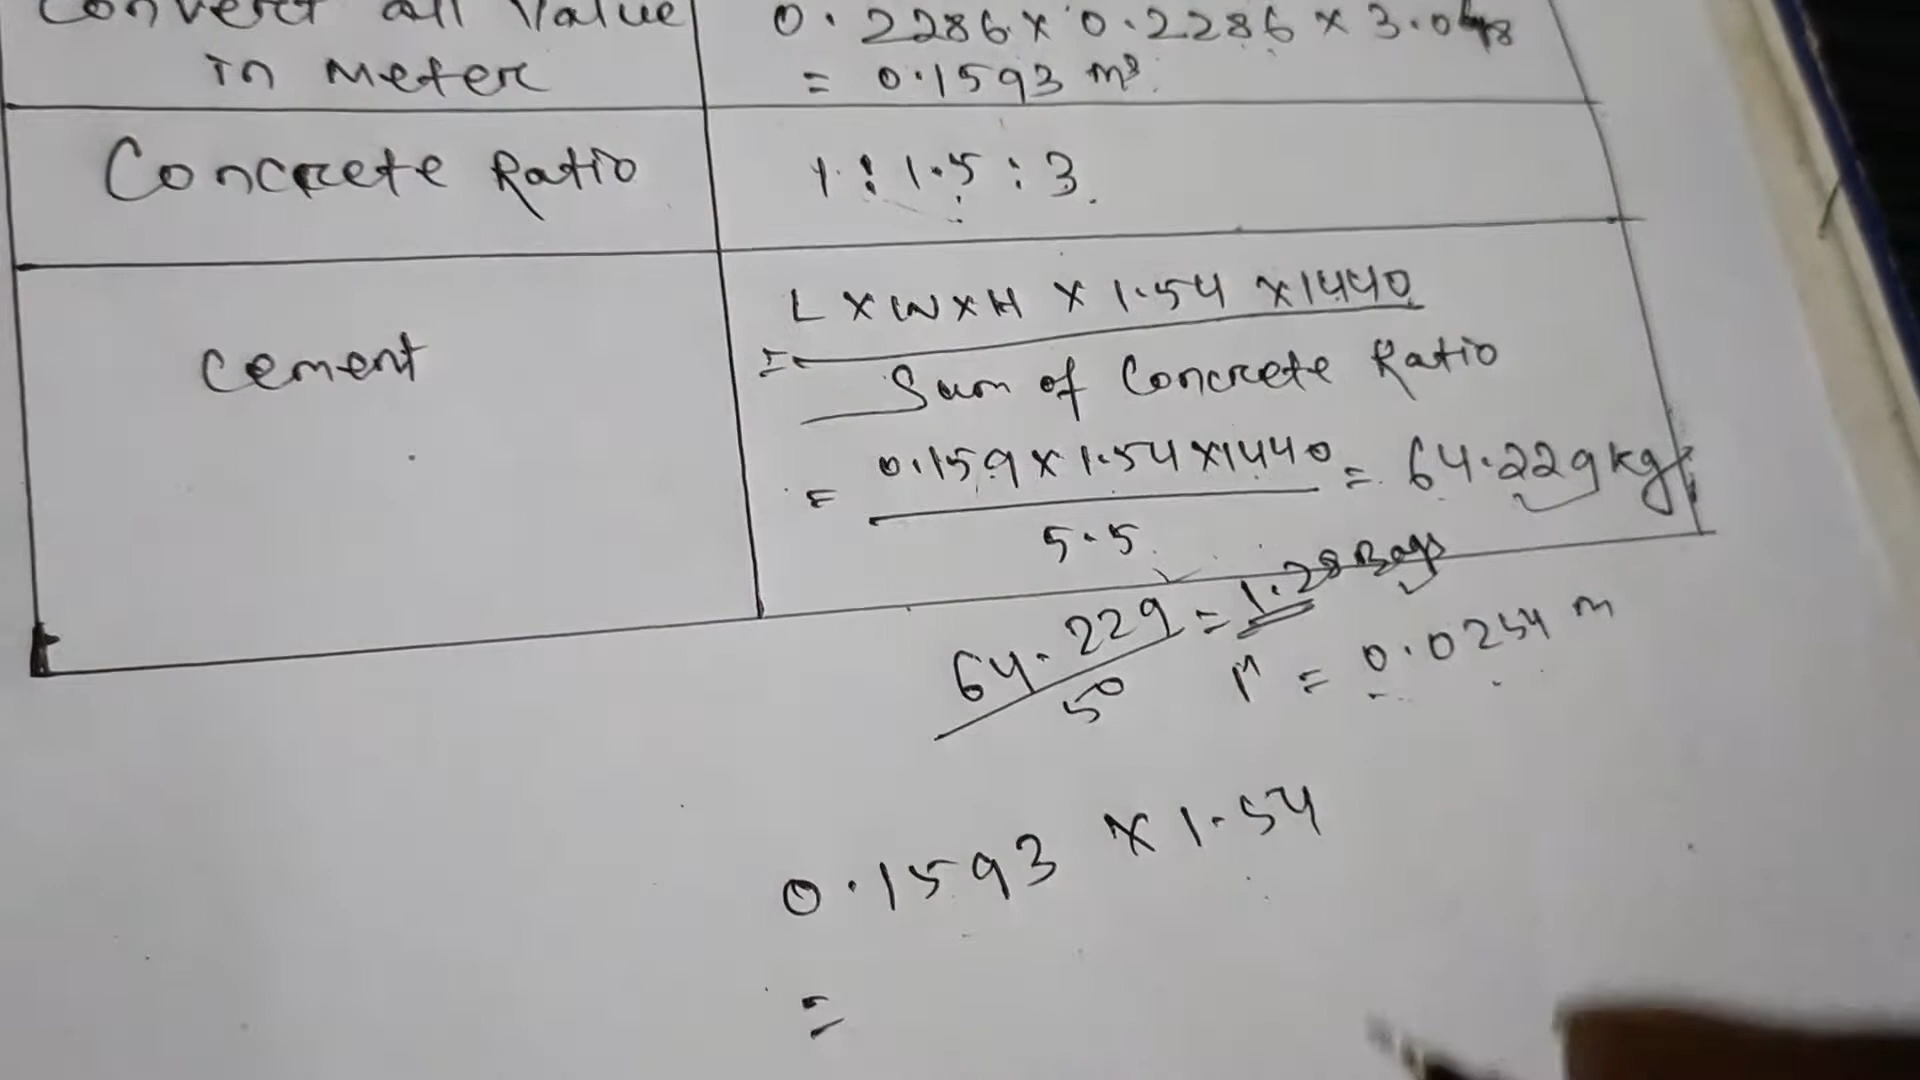 Convert all Value
in Meter
0.2286 x 0.2286 x 3.048
= 0.1593 m³.
Concrete Ratio
1 : 1.5 : 3.
Cement
L x W x H x 1.54 x 1440
=
Sum of Concrete Ratio
= 0.159 x 1.54 x 1440 = 64.229 kg
5.5
64.229 = 1.28 Bags
50
1" = 0.0254 m
0.1593 x 1.54
=